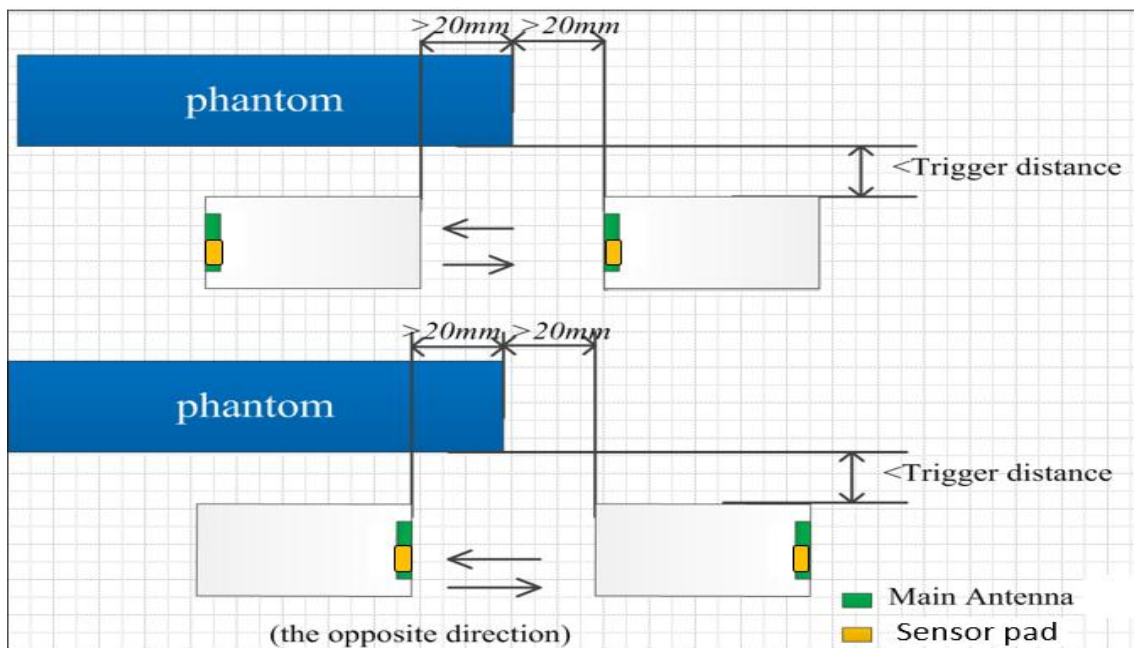 >20mm >20mm
phantom
<Trigger distance
>20mm >20mm
phantom
<Trigger distance
Main Antenna
(the opposite direction)
Sensor pad